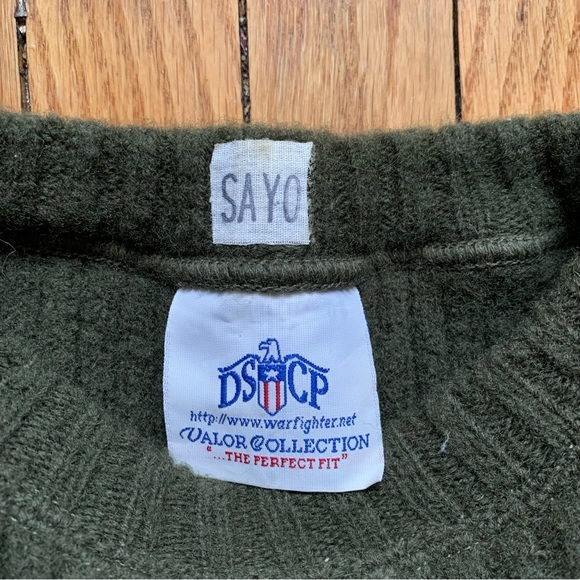 SAYO
DSCP
http://www.warfighter.net
VALOR COLLECTION
"...THE PERFECT FIT"